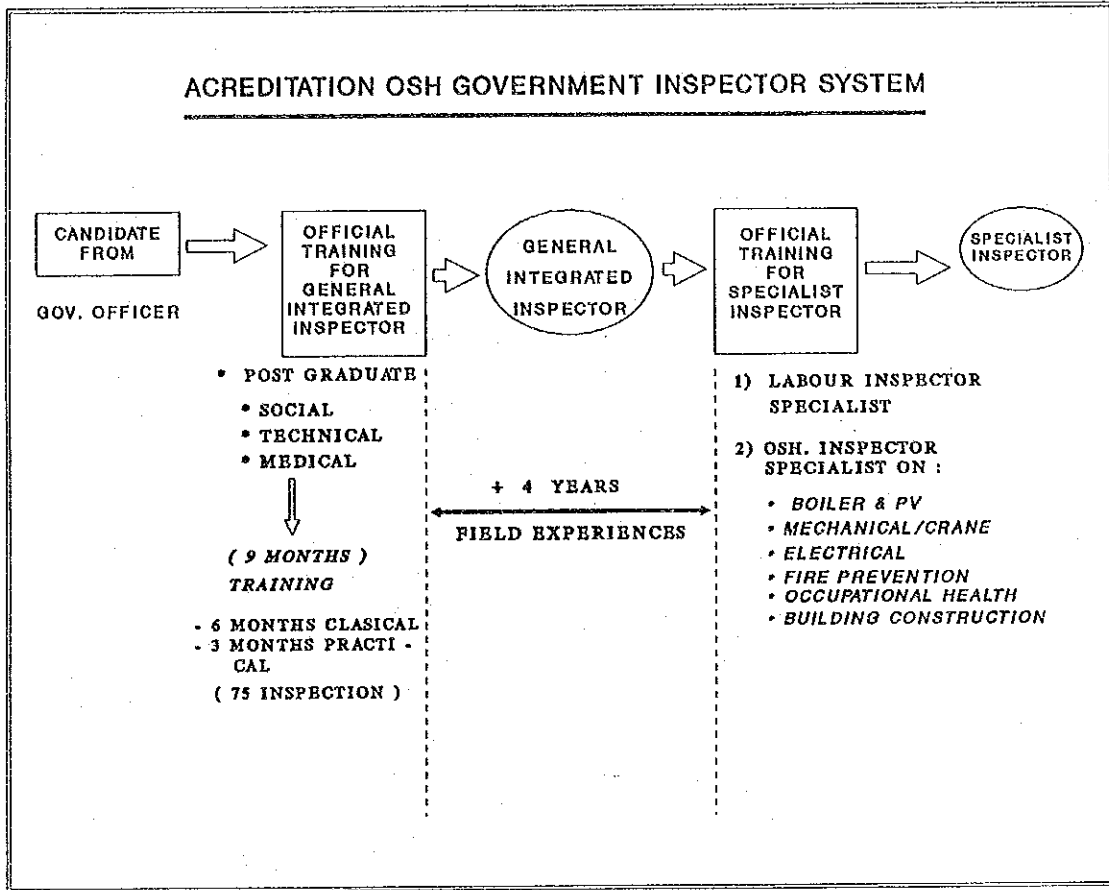 ACREDITATION OSH GOVERNMENT INSPECTOR SYSTEM
CANDIDATE
FROM
GOV. OFFICER
OFFICIAL
TRAINING
FOR
GENERAL
INTEGRATED
INSPECTOR
GENERAL
INTEGRATED
INSPECTOR
OFFICIAL
TRAINING
FOR
SPECIALIST
INSPECTOR
SPECIALIST
INSPECTOR
* POST GRADUATE
* SOCIAL
* TECHNICAL
* MEDICAL
( 9 MONTHS )
TRAINING
- 6 MONTHS CLASICAL
- 3 MONTHS PRACTI -
CAL
( 75 INSPECTION )
+ 4 YEARS
FIELD EXPERIENCES
1) LABOUR INSPECTOR
SPECIALIST
2) OSH. INSPECTOR
SPECIALIST ON :
• BOILER & PV
• MECHANICAL/CRANE
• ELECTRICAL
• FIRE PREVENTION
• OCCUPATIONAL HEALTH
• BUILDING CONSTRUCTION